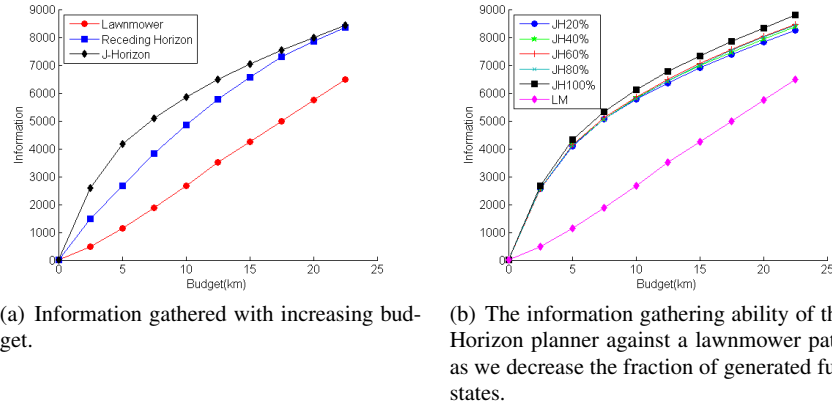 9000
8000
7000
6000
5000
4000
3000
2000
1000
0
Information
Lawnmower
Receding Horizon
J-Horizon
0 5 10 15 20 25
Budget(km)
9000
8000
7000
6000
5000
4000
3000
2000
1000
0
Information
JH20%
JH40%
JH60%
JH80%
JH100%
LM
0 5 10 15 20 25
Budget(km)
(a) Information gathered with increasing bud-
get.
(b) The information gathering ability of th
Horizon planner against a lawnmower pat
as we decrease the fraction of generated fu
states.